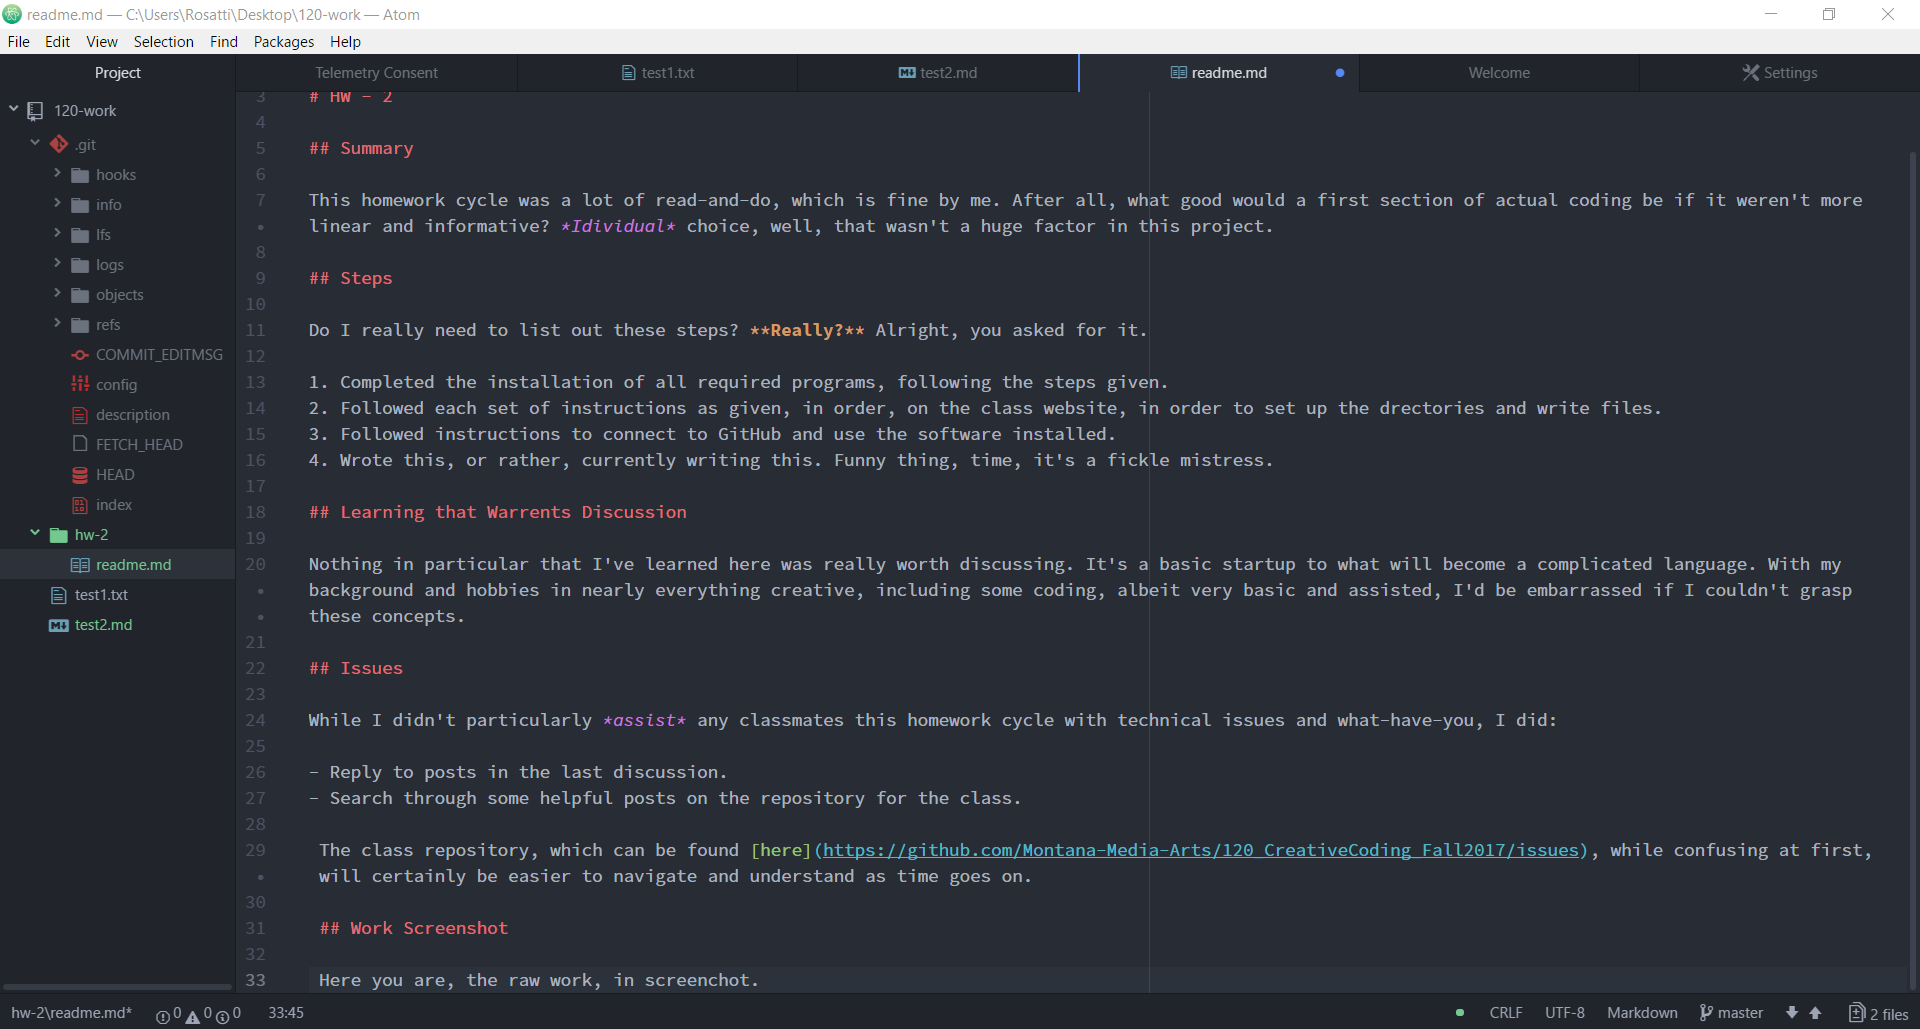 readme.md — C:\Users\Rosatti\Desktop\120-work — Atom
File Edit View Selection Find Packages Help
Project
Telemetry Consent
test1.txt
test2.md
readme.md
Welcome
Settings
120-work
.git
hooks
info
lfs
logs
objects
refs
COMMIT_EDITMSG
config
description
FETCH_HEAD
HEAD
index
hw-2
readme.md
test1.txt
test2.md
3 # HW - 2
4
5 ## Summary
6
7 This homework cycle was a lot of read-and-do, which is fine by me. After all, what good would a first section of actual coding be if it weren't more
• linear and informative? *Idividual* choice, well, that wasn't a huge factor in this project.
8
9 ## Steps
10
11 Do I really need to list out these steps? **Really?** Alright, you asked for it.
12
13 1. Completed the installation of all required programs, following the steps given.
14 2. Followed each set of instructions as given, in order, on the class website, in order to set up the drectories and write files.
15 3. Followed instructions to connect to GitHub and use the software installed.
16 4. Wrote this, or rather, currently writing this. Funny thing, time, it's a fickle mistress.
17
18 ## Learning that Warrents Discussion
19
20 Nothing in particular that I've learned here was really worth discussing. It's a basic startup to what will become a complicated language. With my
• background and hobbies in nearly everything creative, including some coding, albeit very basic and assisted, I'd be embarrassed if I couldn't grasp
• these concepts.
21
22 ## Issues
23
24 While I didn't particularly *assist* any classmates this homework cycle with technical issues and what-have-you, I did:
25
26 - Reply to posts in the last discussion.
27 - Search through some helpful posts on the repository for the class.
28
29 The class repository, which can be found [here](https://github.com/Montana-Media-Arts/120_CreativeCoding_Fall2017/issues), while confusing at first,
• will certainly be easier to navigate and understand as time goes on.
30
31 ## Work Screenshot
32
33 Here you are, the raw work, in screenchot.
hw-2\readme.md* 0 0 0 33:45
CRLF UTF-8 Markdown master 2 files